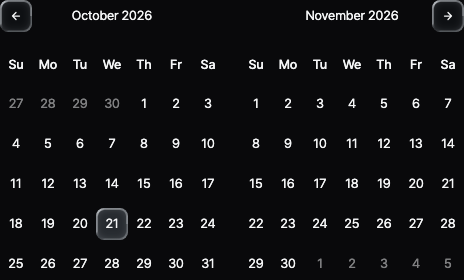 ← October 2026 November 2026 →
Su Mo Tu We Th Fr Sa Su Mo Tu We Th Fr Sa
27 28 29 30 1 2 3 1 2 3 4 5 6 7
4 5 6 7 8 9 10 8 9 10 11 12 13 14
11 12 13 14 15 16 17 15 16 17 18 19 20 21
18 19 20 21 22 23 24 22 23 24 25 26 27 28
25 26 27 28 29 30 31 29 30 1 2 3 4 5